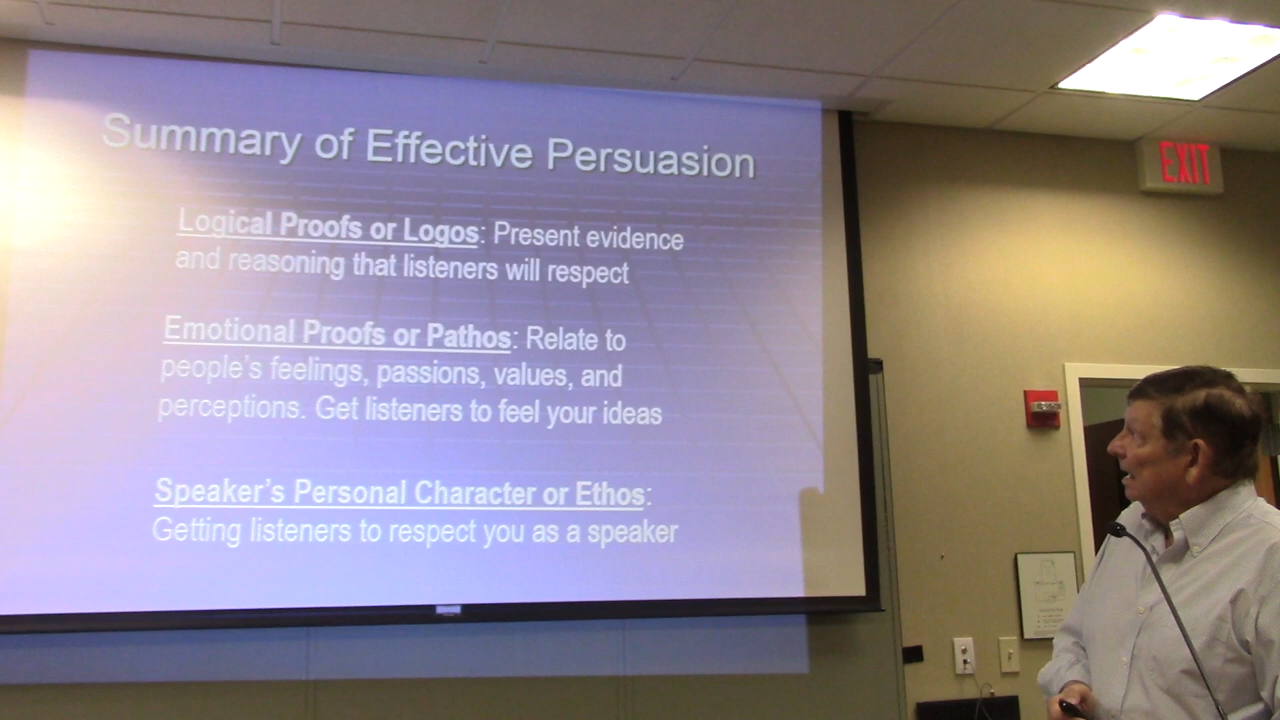 Summary of Effective Persuasion
Logical Proofs or Logos: Present evidence
and reasoning that listeners will respect
Emotional Proofs or Pathos: Relate to
people's feelings, passions, values, and
perceptions. Get listeners to feel your ideas
Speaker's Personal Character or Ethos:
Getting listeners to respect you as a speaker
EXIT